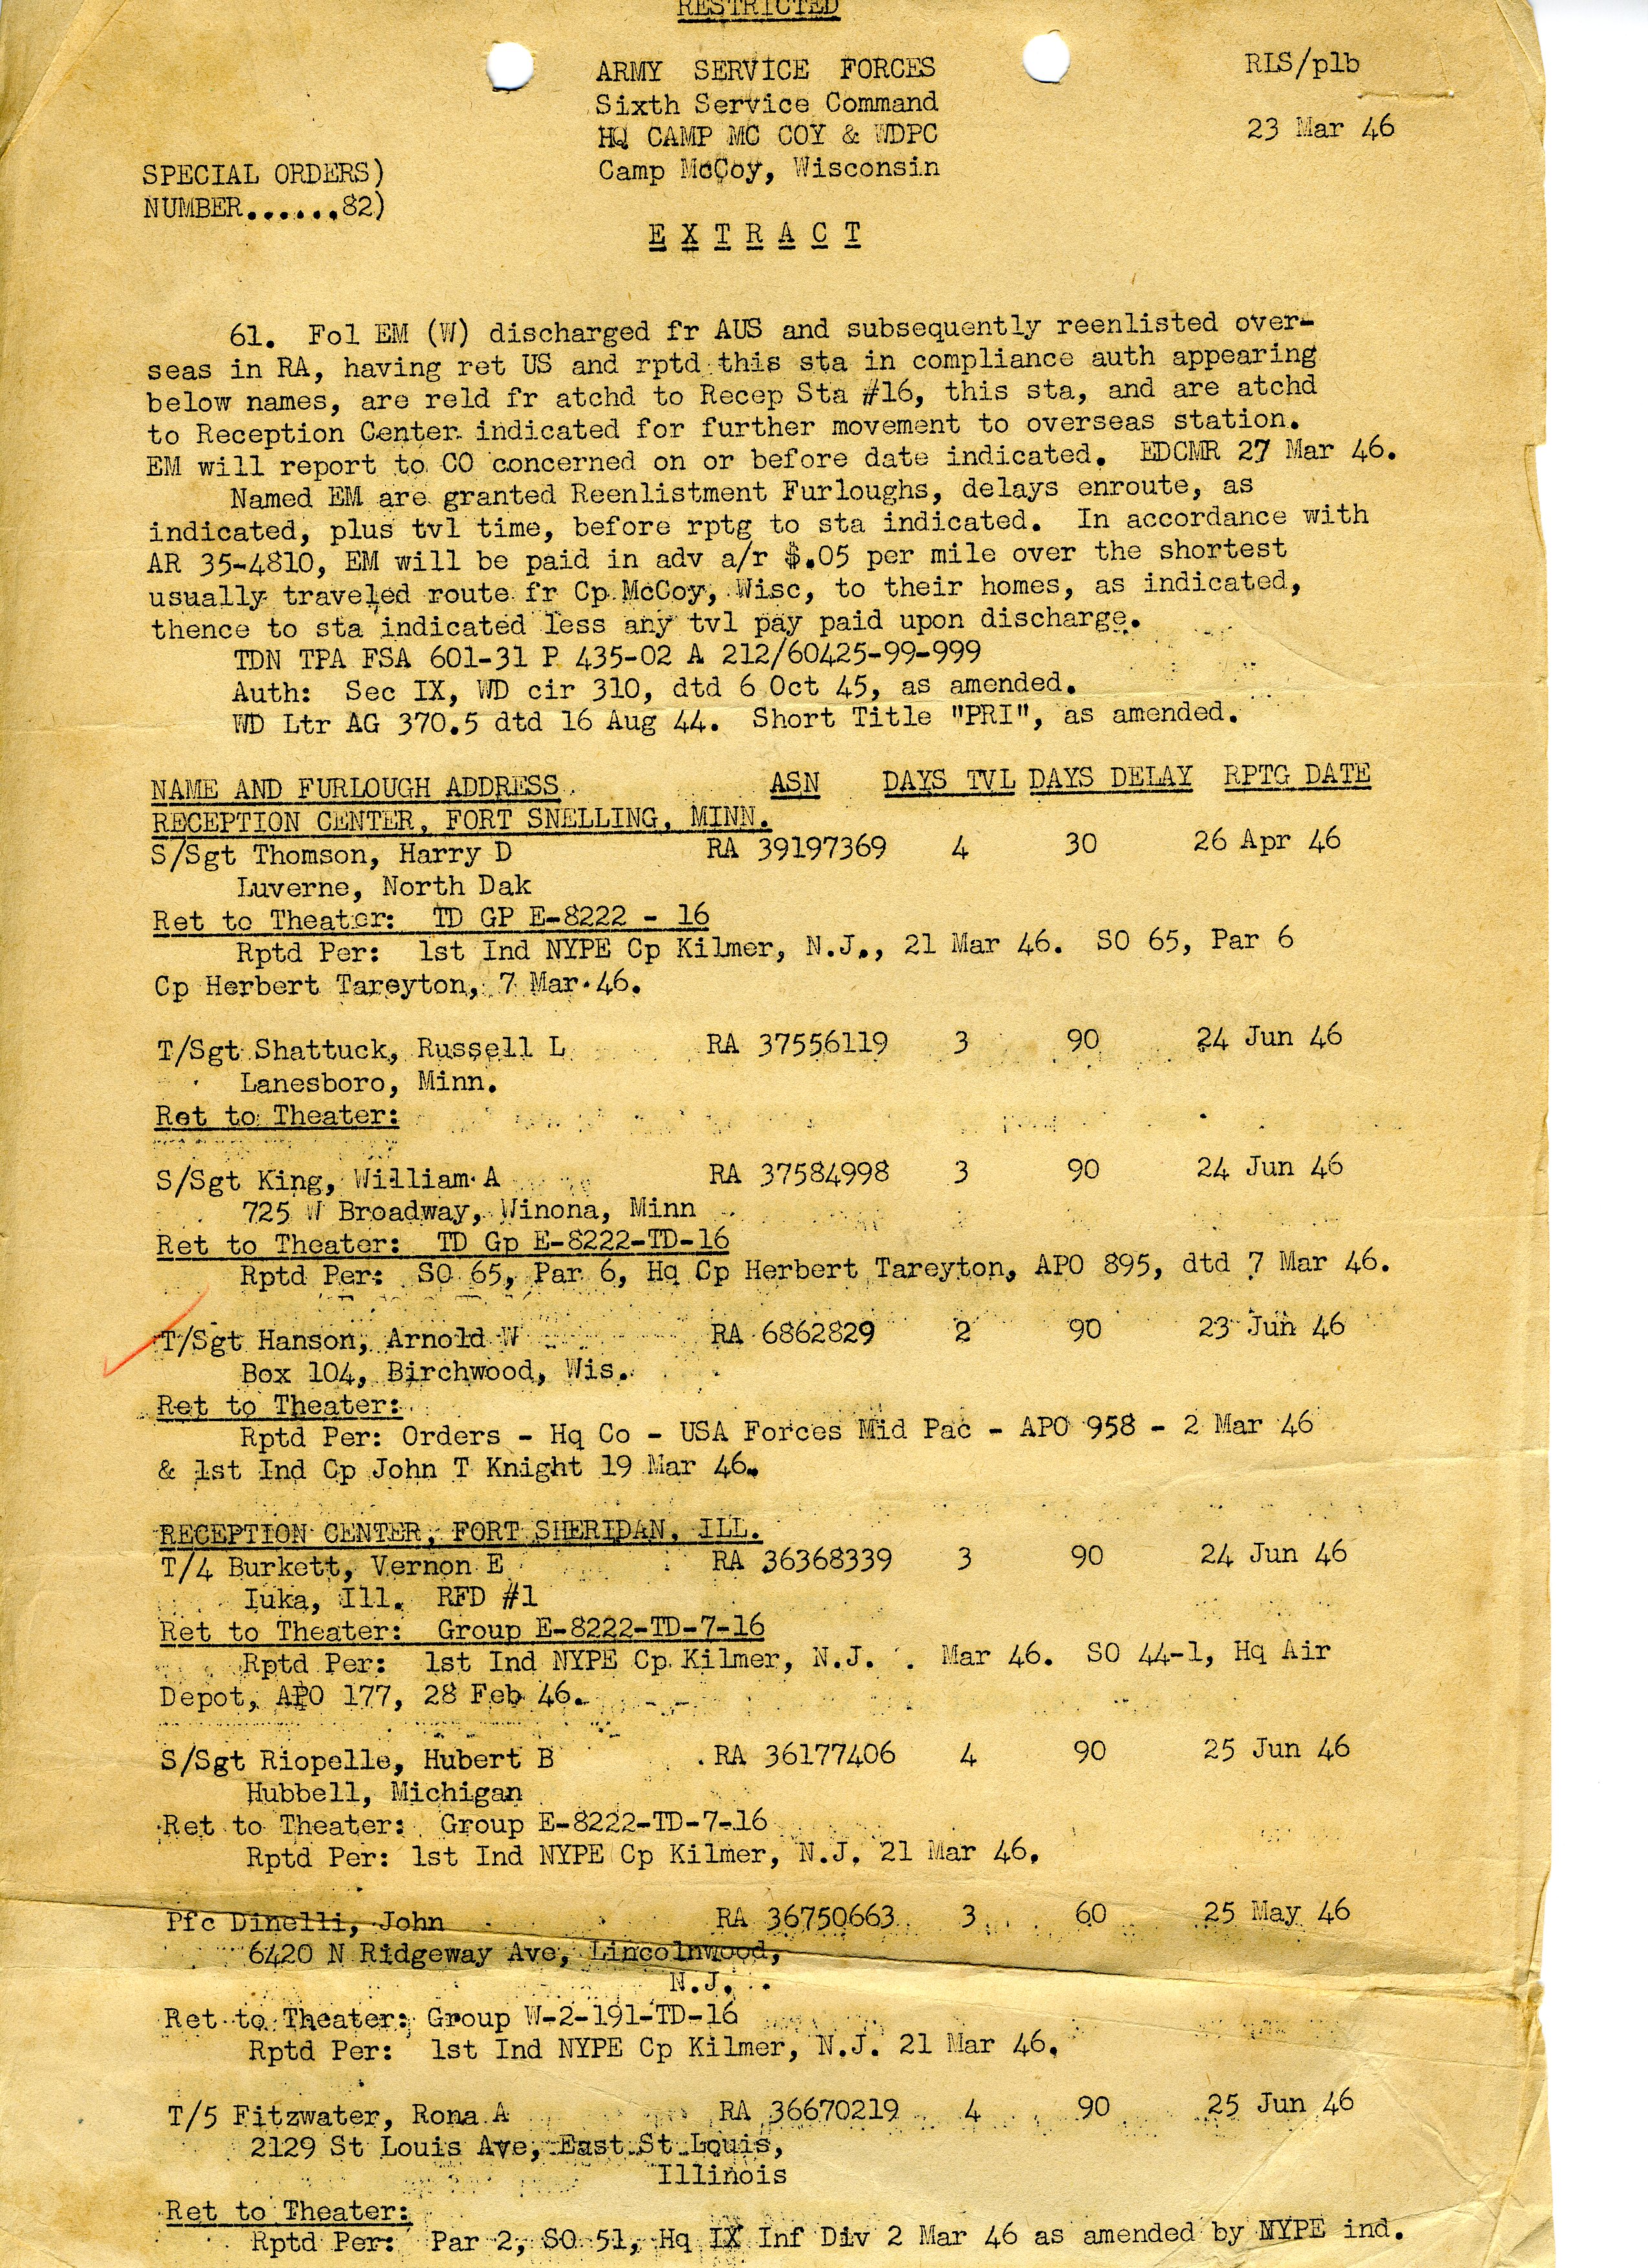 RESTRICTED
ARMY SERVICE FORCES
Sixth Service Command
HQ CAMP MC COY & WDPC
Camp McCoy, Wisconsin
RLS/plb
23 Mar 46
SPECIAL ORDERS)
NUMBER......82)
E X T R A C T
61. Fol EM (W) discharged fr AUS and subsequently reenlisted over-
seas in RA, having ret US and rptd this sta in compliance auth appearing
below names, are reld fr atchd to Recep Sta #16, this sta, and are atchd
to Reception Center indicated for further movement to overseas station.
EM will report to CO concerned on or before date indicated. EDCMR 27 Mar 46.
Named EM are granted Reenlistment Furloughs, delays enroute, as
indicated, plus tvl time, before rptg to sta indicated. In accordance with
AR 35-4810, EM will be paid in adv a/r $.05 per mile over the shortest
usually traveled route fr Cp McCoy, Wisc, to their homes, as indicated,
thence to sta indicated less any tvl pay paid upon discharge.
TDN TPA FSA 601-31 P 435-02 A 212/60425-99-999
Auth: Sec IX, WD cir 310, dtd 6 Oct 45, as amended.
WD Ltr AG 370.5 dtd 16 Aug 44. Short Title "PRI", as amended.
NAME AND FURLOUGH ADDRESS ASN DAYS TVL DAYS DELAY RPTG DATE
RECEPTION CENTER, FORT SNELLING, MINN.
S/Sgt Thomson, Harry D RA 39197369 4 30 26 Apr 46
Luverne, North Dak
Ret to Theater: TD GP E-8222 - 16
Rptd Per: 1st Ind NYPE Cp Kilmer, N.J., 21 Mar 46. SO 65, Par 6
Cp Herbert Tareyton, 7 Mar 46.
T/Sgt Shattuck, Russell L RA 37556119 3 90 24 Jun 46
Lanesboro, Minn.
Ret to Theater:
S/Sgt King, William A RA 37584998 3 90 24 Jun 46
725 W Broadway, Winona, Minn
Ret to Theater: TD Gp E-8222-TD-16
Rptd Per: SO 65, Par 6, Hq Cp Herbert Tareyton, APO 895, dtd 7 Mar 46.
T/Sgt Hanson, Arnold W RA 6862829 2 90 23 Jun 46
Box 104, Birchwood, Wis.
Ret to Theater:
Rptd Per: Orders - Hq Co - USA Forces Mid Pac - APO 958 - 2 Mar 46
& 1st Ind Cp John T Knight 19 Mar 46.
RECEPTION CENTER, FORT SHERIDAN, ILL.
T/4 Burkett, Vernon E RA 36368339 3 90 24 Jun 46
Iuka, Ill. RFD #1
Ret to Theater: Group E-8222-TD-7-16
Rptd Per: 1st Ind NYPE Cp Kilmer, N.J. . Mar 46. SO 44-1, Hq Air
Depot, APO 177, 28 Feb 46.
S/Sgt Riopelle, Hubert B RA 36177406 4 90 25 Jun 46
Hubbell, Michigan
Ret to Theater: Group E-8222-TD-7-16
Rptd Per: 1st Ind NYPE Cp Kilmer, N.J. 21 Mar 46.
Pfc Dinelli, John RA 36750663 3 60 25 May 46
6420 N Ridgeway Ave, Lincolnwood,
N.J.
Ret to Theater: Group W-2-191-TD-16
Rptd Per: 1st Ind NYPE Cp Kilmer, N.J. 21 Mar 46.
T/5 Fitzwater, Rona A RA 36670219 4 90 25 Jun 46
2129 St Louis Ave, East St Louis,
Illinois
Ret to Theater:
Rptd Per: Par 2, SO 51, Hq IX Inf Div 2 Mar 46 as amended by NYPE ind.